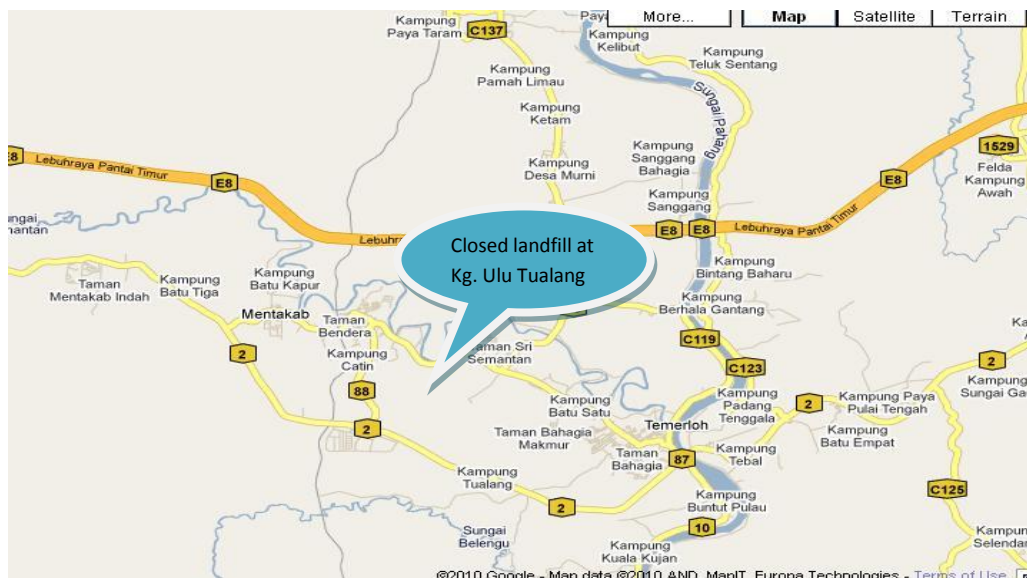 Kampung
Paya Taram
C137
Kampung
Kelibut
More...
Map
Satellite
Terrain
Kampung
Teluk Sentang
Kampung
Pamah Limau
Kampung
Ketam
Sungai Pahang
Kampung
Desa Murni
Kampung
Sanggang
Bahagia
1529
Felda
Kampung
Awah
E8
Lebuhraya Pantai Timur
E8
E8
Kampung
Sanggang
E8
E8
Lebuhraya Pantai Timur
Closed landfill at
Kg. Ulu Tualang
Kampung
Bintang Baharu
Taman
Mentakab Indah
Kampung
Batu Tiga
Kampung
Batu Kapur
Mentakab
Taman
Bendera
Kampung
Berhala Gantang
Kampung
Catin
2
Semantan
C119
C123
2
88
2
Kampung
Batu Satu
Kampung
Padang
Tenggala
2
Kampung Paya
Pulai Tengah
Kampung
Taman Bahagia
Makmur
Temerloh
Kampung
Batu Empat
Taman
Bahagia
87
Kampung
Tebal
Kampung
Tualang
2
Kampung
Buntut Pulau
C125
Sungai
Belengu
10
Kampung
Kuala Kujan
©2010 Google - Map data ©2010 AND, MapIT, Europa Technologies - Terms of Use